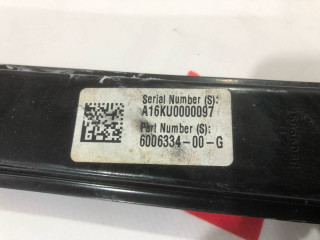 Serial Number (S):
A16KU0000097
Part Number (S):
6006334-00-G